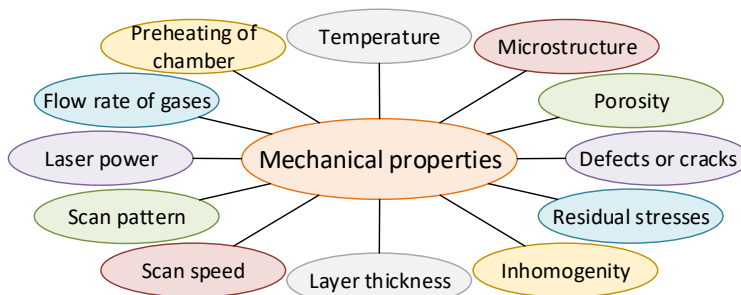 Preheating of
chamber
Temperature
Microstructure
Flow rate of gases
Porosity
Laser power
Mechanical properties
Defects or cracks
Scan pattern
Residual stresses
Scan speed
Layer thickness
Inhomogenity